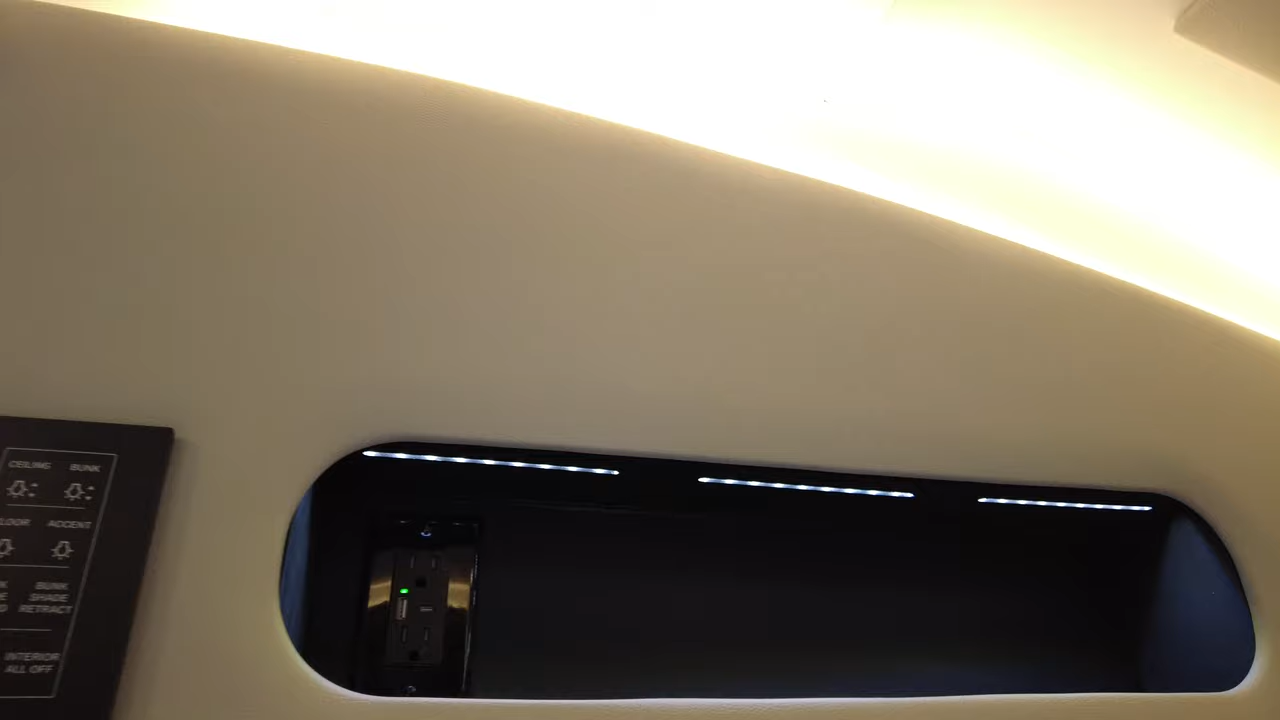 CEILING BUNK
ACCENT
BUNK
SHADE
RETRACT
INTERIOR
ALL OFF